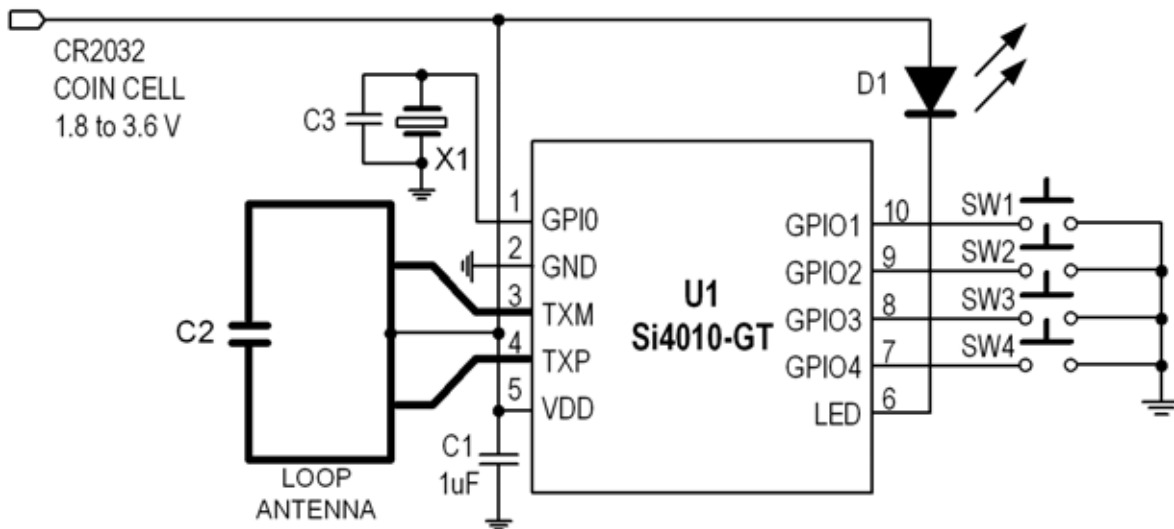 CR2032
COIN CELL
1.8 to 3.6 V
C3
X1
D1
C2
LOOP
ANTENNA
C1
1uF
1
2
3
4
5
GPI0
GND
TXM
TXP
VDD
U1
Si4010-GT
GPIO1
GPIO2
GPIO3
GPIO4
LED
10
9
8
7
6
SW1
SW2
SW3
SW4